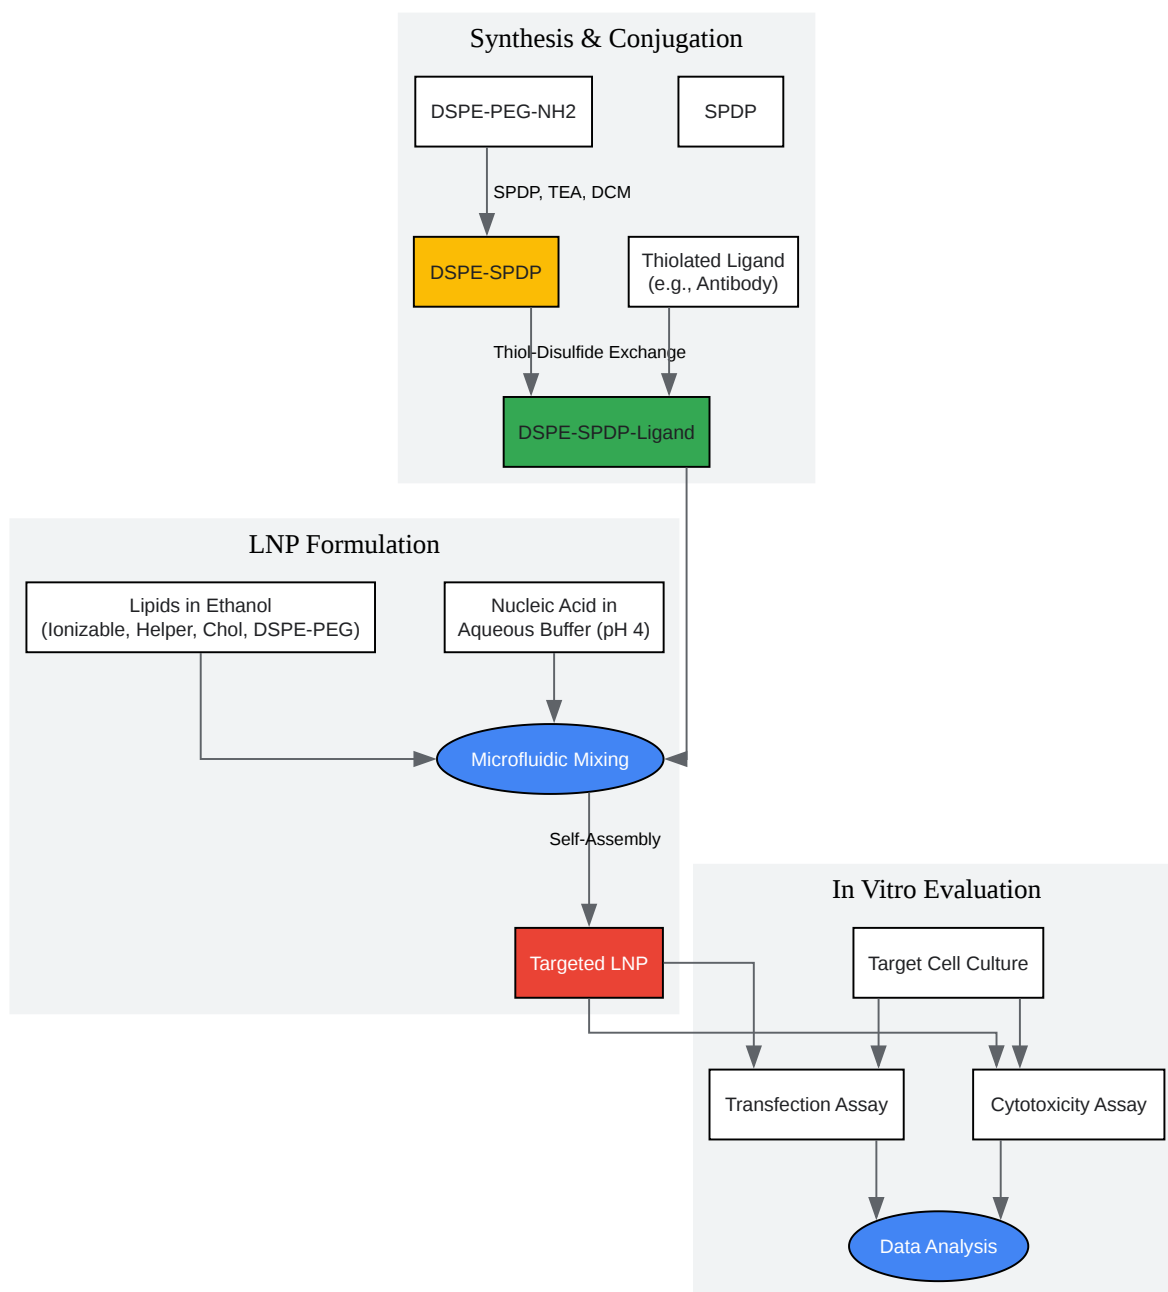 Synthesis & Conjugation
DSPE-PEG-NH2
SPDP
SPDP, TEA, DCM
DSPE-SPDP
Thiolated Ligand
(e.g., Antibody)
Thiol-Disulfide Exchange
DSPE-SPDP-Ligand
LNP Formulation
Lipids in Ethanol
(Ionizable, Helper, Chol, DSPE-PEG)
Nucleic Acid in
Aqueous Buffer (pH 4)
Microfluidic Mixing
Self-Assembly
Targeted LNP
In Vitro Evaluation
Target Cell Culture
Transfection Assay
Cytotoxicity Assay
Data Analysis